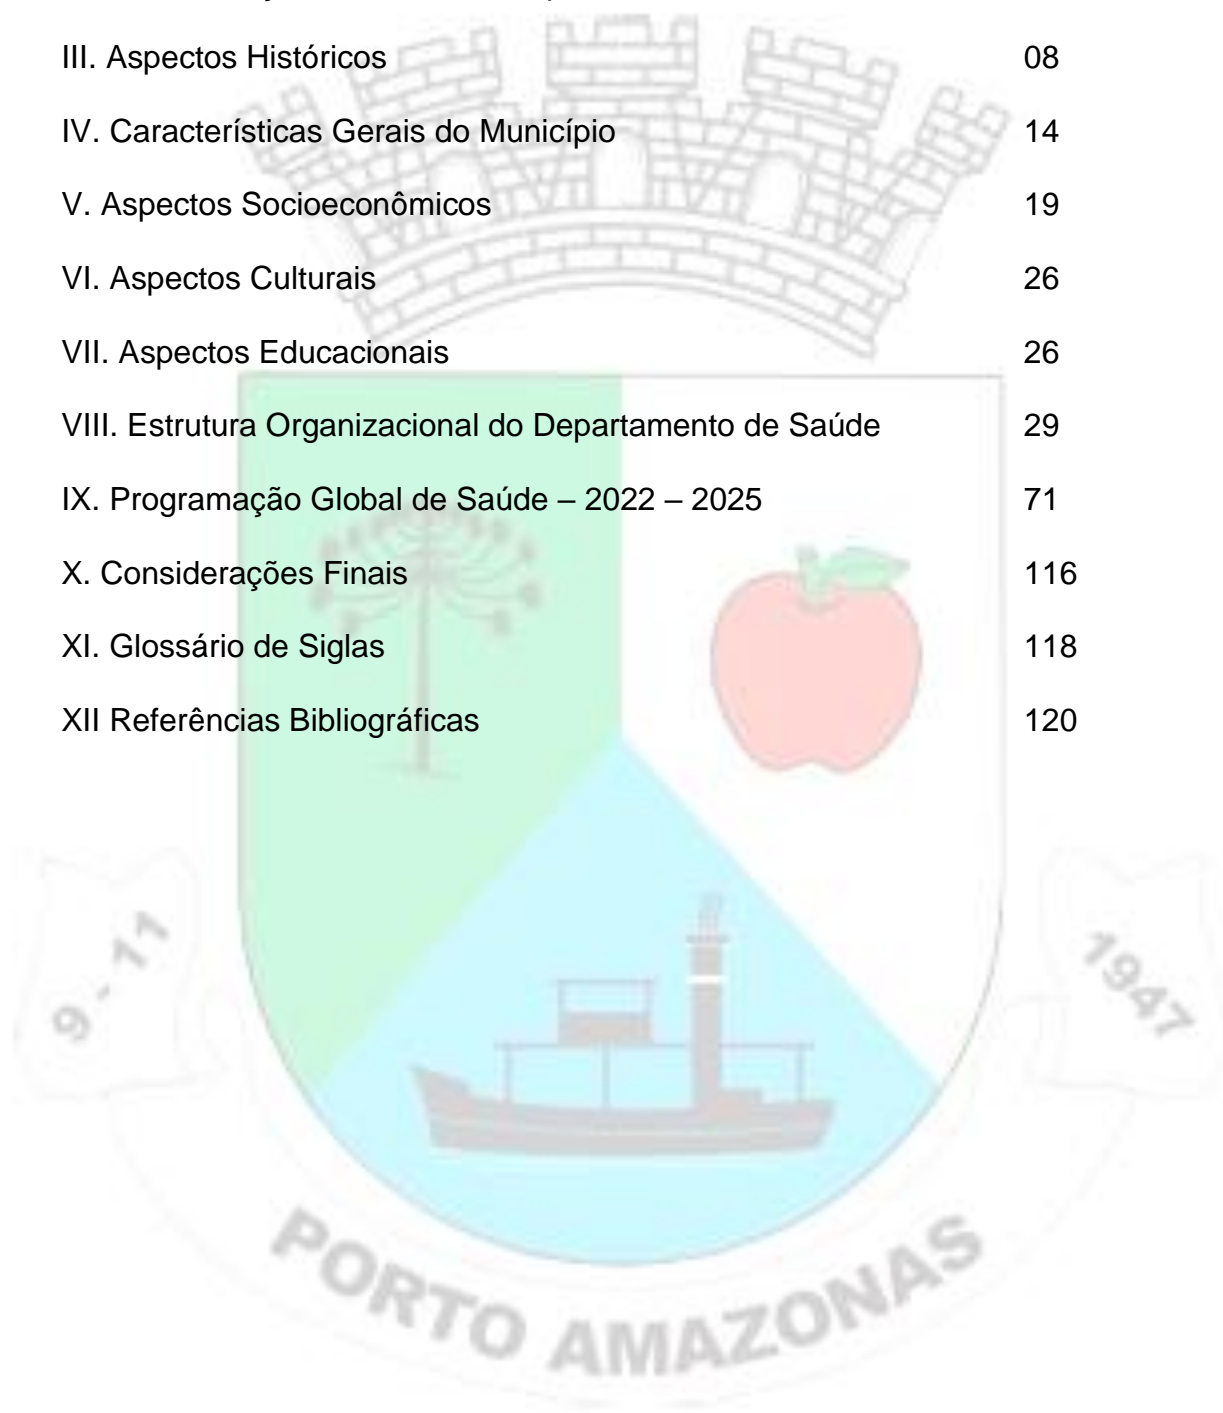 III. Aspectos Históricos 08
IV. Características Gerais do Município 14
V. Aspectos Socioeconômicos 19
VI. Aspectos Culturais 26
VII. Aspectos Educacionais 26
VIII. Estrutura Organizacional do Departamento de Saúde 29
IX. Programação Global de Saúde – 2022 – 2025 71
X. Considerações Finais 116
XI. Glossário de Siglas 118
XII Referências Bibliográficas 120
9 - 11
1947
PORTO AMAZONAS